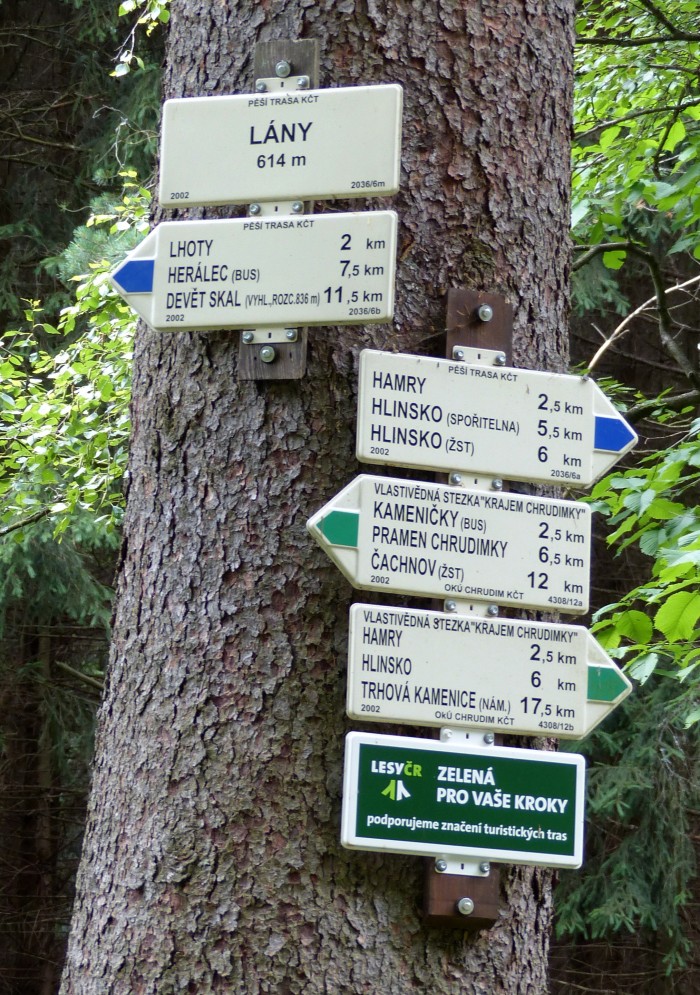 PĚŠÍ TRASA KČT
LÁNY
614 m
2002 2036/6m
PĚŠÍ TRASA KČT
LHOTY 2 km
HERÁLEC (BUS) 7,5 km
DEVĚT SKAL (VYHL.,ROZC.836 m) 11,5 km
2002 2036/6b
PĚŠÍ TRASA KČT
HAMRY 2,5 km
HLINSKO (SPOŘITELNA) 5,5 km
HLINSKO (ŽST) 6 km
2002 2036/6a
VLASTIVĚDNÁ STEZKA"KRAJEM CHRUDIMKY"
KAMENIČKY (BUS) 2,5 km
PRAMEN CHRUDIMKY 6,5 km
ČACHNOV (ŽST) 12 km
2002 OKÚ CHRUDIM KČT 4308/12a
VLASTIVĚDNÁ STEZKA"KRAJEM CHRUDIMKY"
HAMRY 2,5 km
HLINSKO 6 km
TRHOVÁ KAMENICE (NÁM.) 17,5 km
2002 OkÚ CHRUDIM KČT 4308/12b
LESYČR ZELENÁ
PRO VAŠE KROKY
podporujeme značení turistických tras